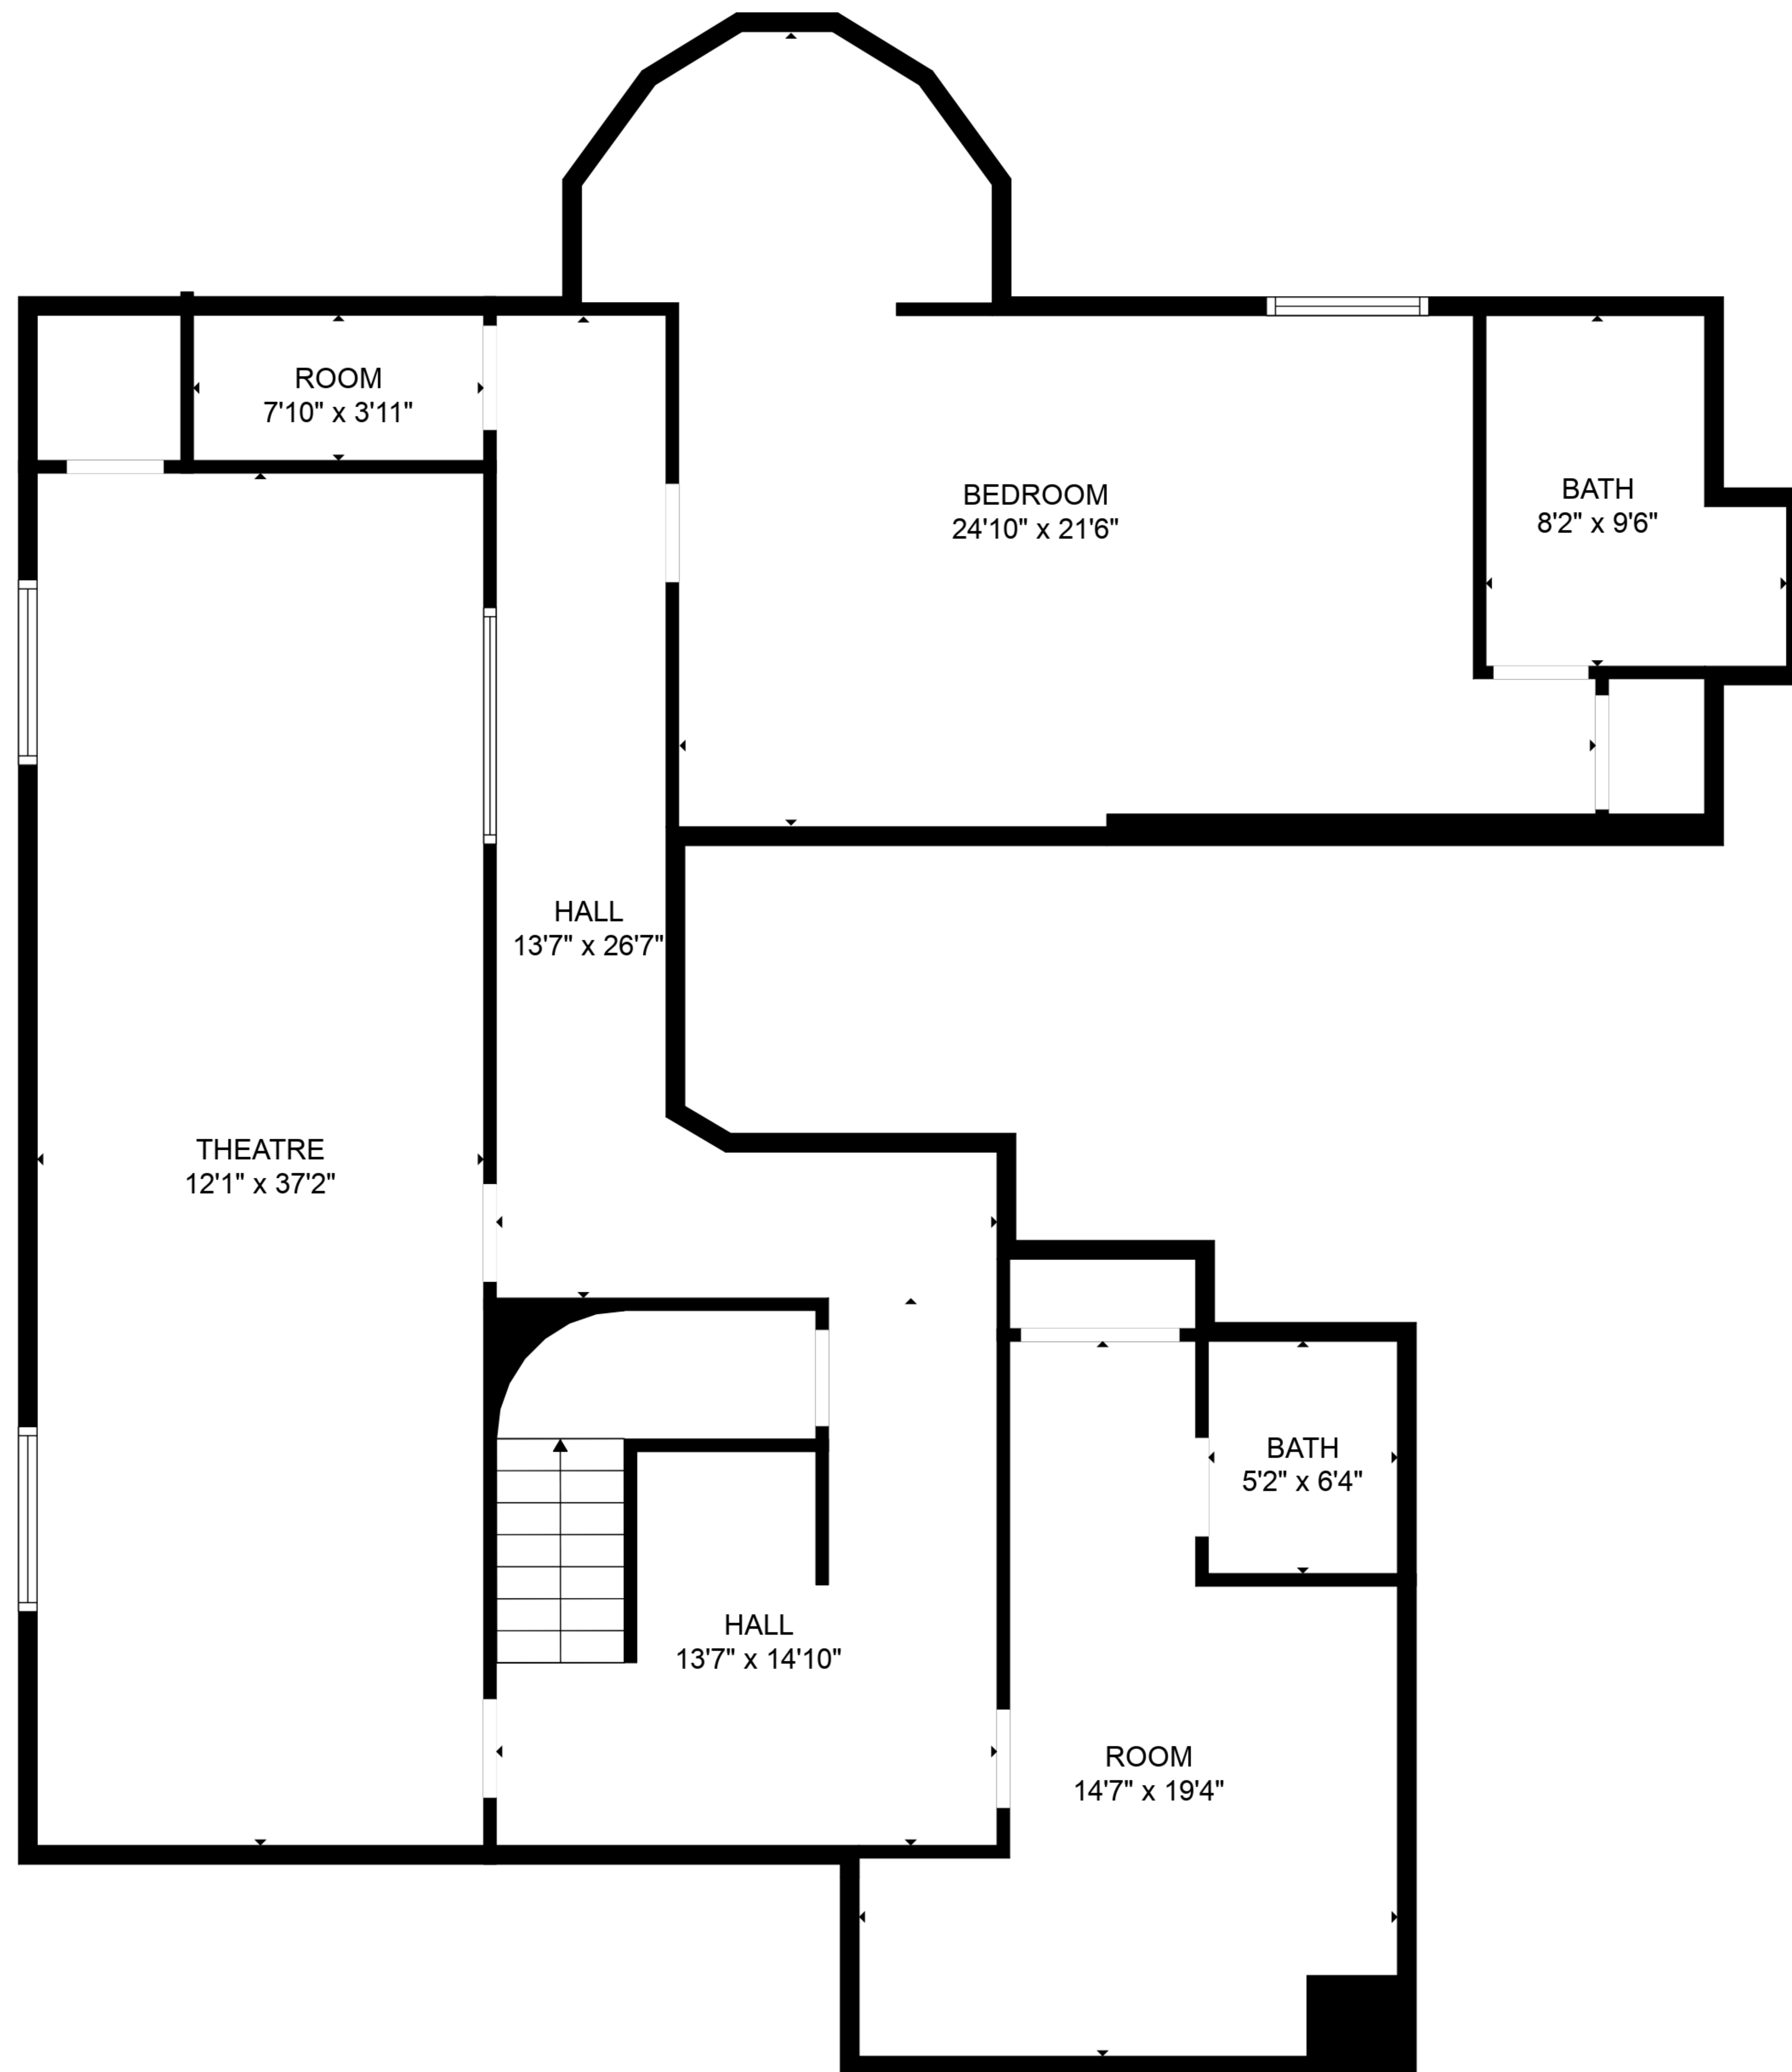 ROOM
7'10" x 3'11"
BEDROOM
24'10" x 21'6"
BATH
8'2" x 9'6"
HALL
13'7" x 26'7"
THEATRE
12'1" x 37'2"
BATH
5'2" x 6'4"
HALL
13'7" x 14'10"
ROOM
14'7" x 19'4"